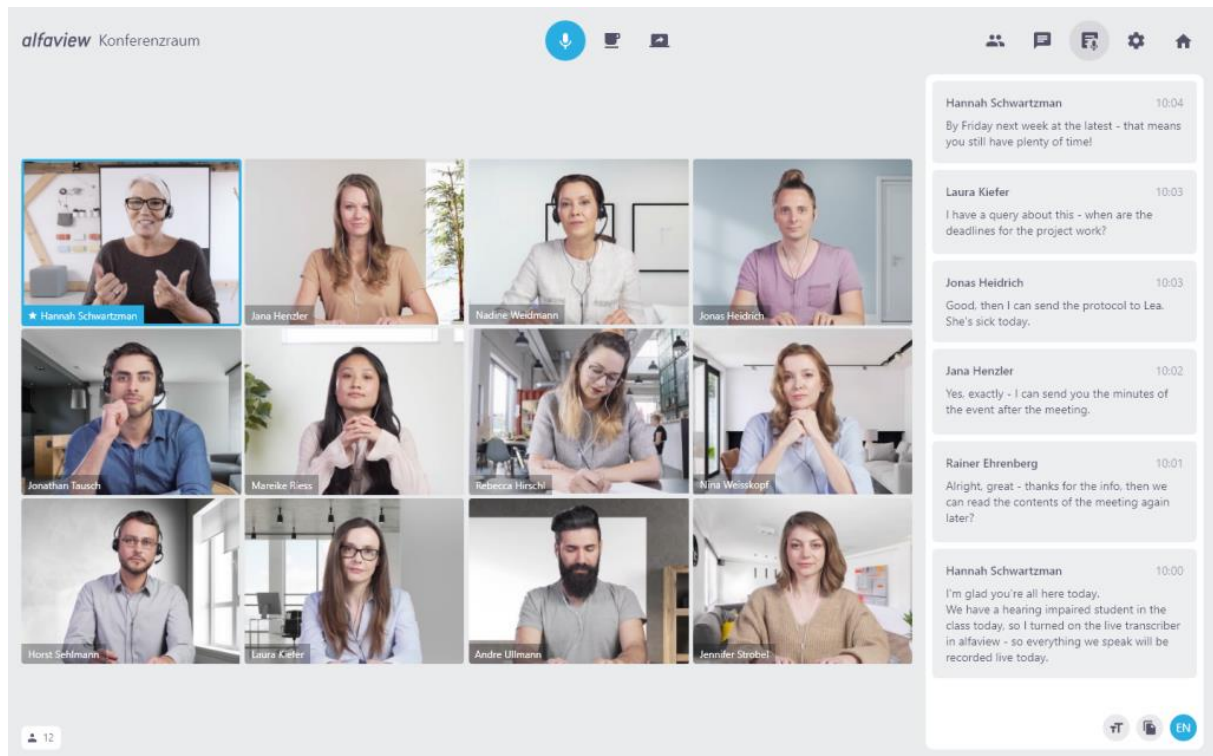 alfaview Konferenzraum
Hannah Schwartzman
Jana Henzler
Nadine Weidmann
Jonas Heidrich
Jonathan Tausch
Mareike Riess
Rebecca Hirschl
Nina Weisskopf
Horst Sehlmann
Laura Kiefer
Andre Ullmann
Jennifer Strobel
12
Hannah Schwartzman 10:04
By Friday next week at the latest - that means
you still have plenty of time!
Laura Kiefer 10:03
I have a query about this - when are the
deadlines for the project work?
Jonas Heidrich 10:03
Good, then I can send the protocol to Lea.
She's sick today.
Jana Henzler 10:02
Yes, exactly - I can send you the minutes of
the event after the meeting.
Rainer Ehrenberg 10:01
Alright, great - thanks for the info, then we
can read the contents of the meeting again
later?
Hannah Schwartzman 10:00
I'm glad you're all here today.
We have a hearing impaired student in the
class today, so I turned on the live transcriber
in alfaview - so everything we speak will be
recorded live today.
EN